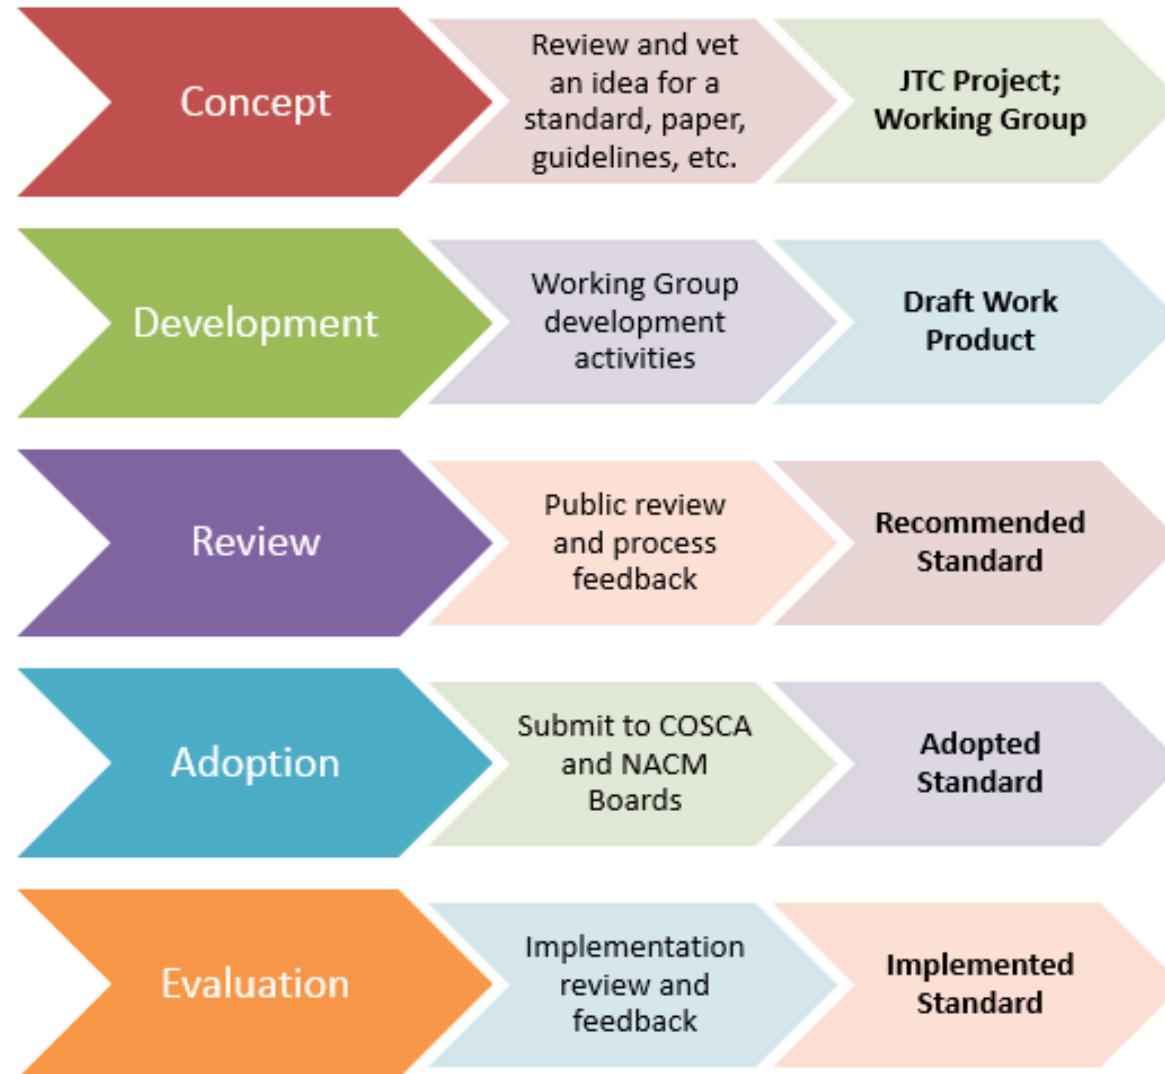 Concept
Review and vet
an idea for a
standard, paper,
guidelines, etc.
JTC Project;
Working Group
Development
Working Group
development
activities
Draft Work
Product
Review
Public review
and process
feedback
Recommended
Standard
Adoption
Submit to COSCA
and NACM
Boards
Adopted
Standard
Evaluation
Implementation
review and
feedback
Implemented
Standard